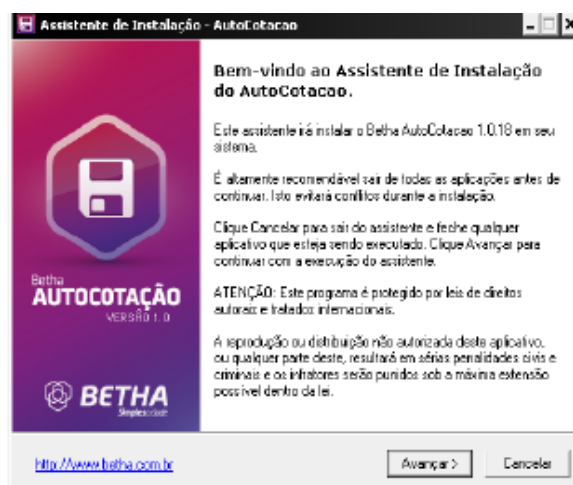 Assistente de Instalação - AutoCotacao
Bem-vindo ao Assistente de Instalação
do AutoCotacao.
Este assistente irá instalar o Betha AutoCotacao 1.0.18 em seu
sistema.
É altamente recomendável sair de todas as aplicações antes de
continuar. Isto evitará conflitos durante a instalação.
Clique Cancelar para sair do assistente e feche qualquer
aplicativo que esteja sendo executado. Clique Avançar para
continuar com a execução do assistente.
ATENÇÃO: Este programa é protegido por leis de direitos
autorais e tratados internacionais.
A reprodução ou distribuição não autorizada deste aplicativo,
ou qualquer parte deste, resultará em sérias penalidades civis e
criminais e os infratores serão punidos sob a máxima extensão
possível dentro da lei.
Betha
AUTOCOTAÇÃO
VERSÃO 1.0
BETHA
Simplescidade
http://www.betha.com.br
Avançar >
Cancelar